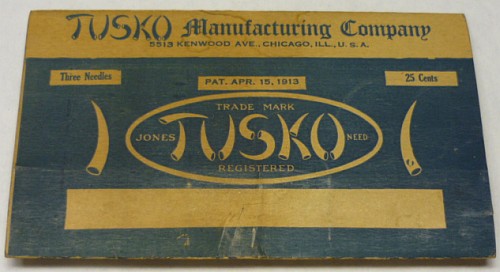 TUSKO Manufacturing Company
5513 KENWOOD AVE., CHICAGO, ILL., U. S. A.
Three Needles
PAT. APR. 15, 1913
25 Cents
TRADE MARK
JONES TUSKO NEED
REGISTERED